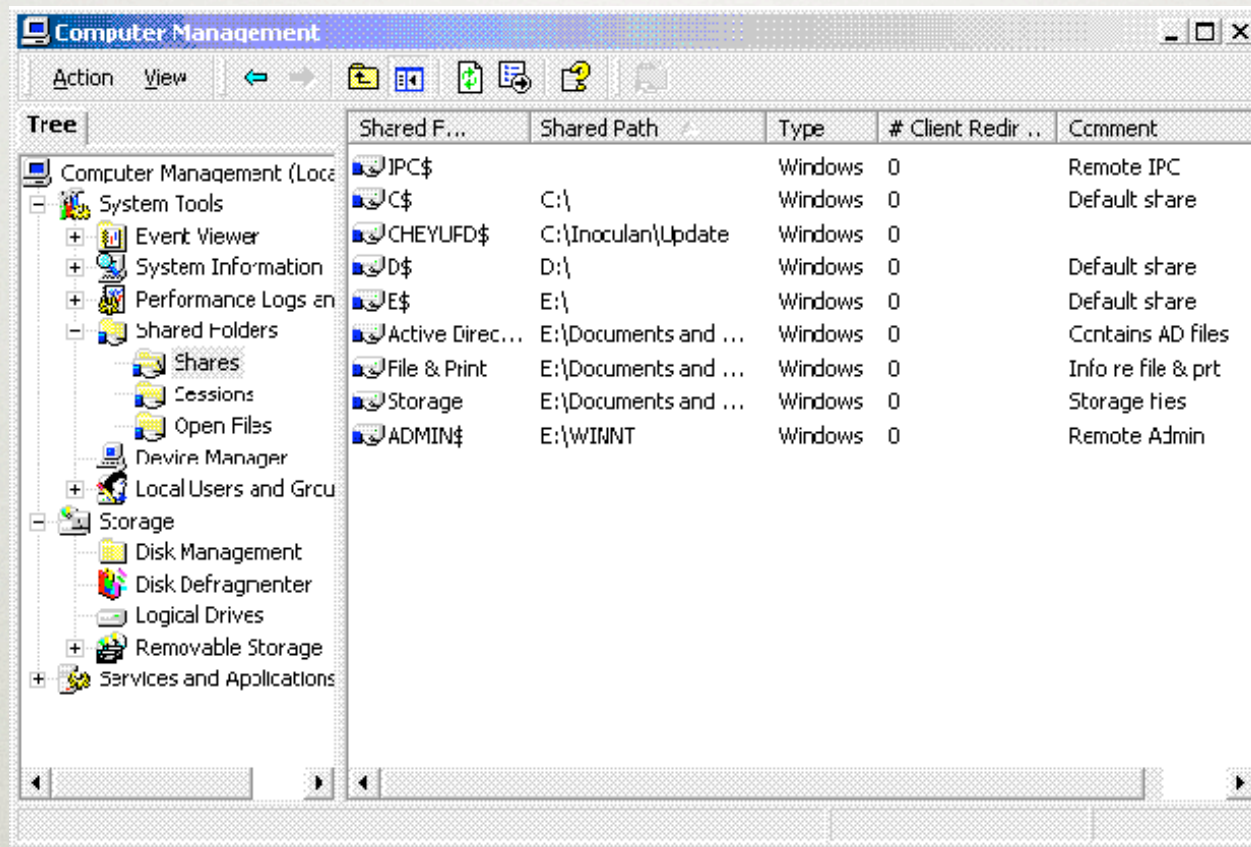 Computer Management
Action View
Tree
Computer Management (Loca
System Tools
Event Viewer
System Information
Performance Logs an
Shared Folders
Shares
Sessions
Open Files
Device Manager
Local Users and Grou
Storage
Disk Management
Disk Defragmenter
Logical Drives
Removable Storage
Services and Applications
Shared F... Shared Path Type # Client Redir .. Comment
IPC$ Windows 0 Remote IPC
C$ C:\ Windows 0 Default share
CHEYUPD$ C:\Inoculan\Update Windows 0
D$ D:\ Windows 0 Default share
E$ E:\ Windows 0 Default share
Active Direc... E:\Documents and ... Windows 0 Contains AD files
File & Print E:\Documents and ... Windows 0 Info re file & prt
Storage E:\Documents and ... Windows 0 Storage files
ADMIN$ E:\WINNT Windows 0 Remote Admin